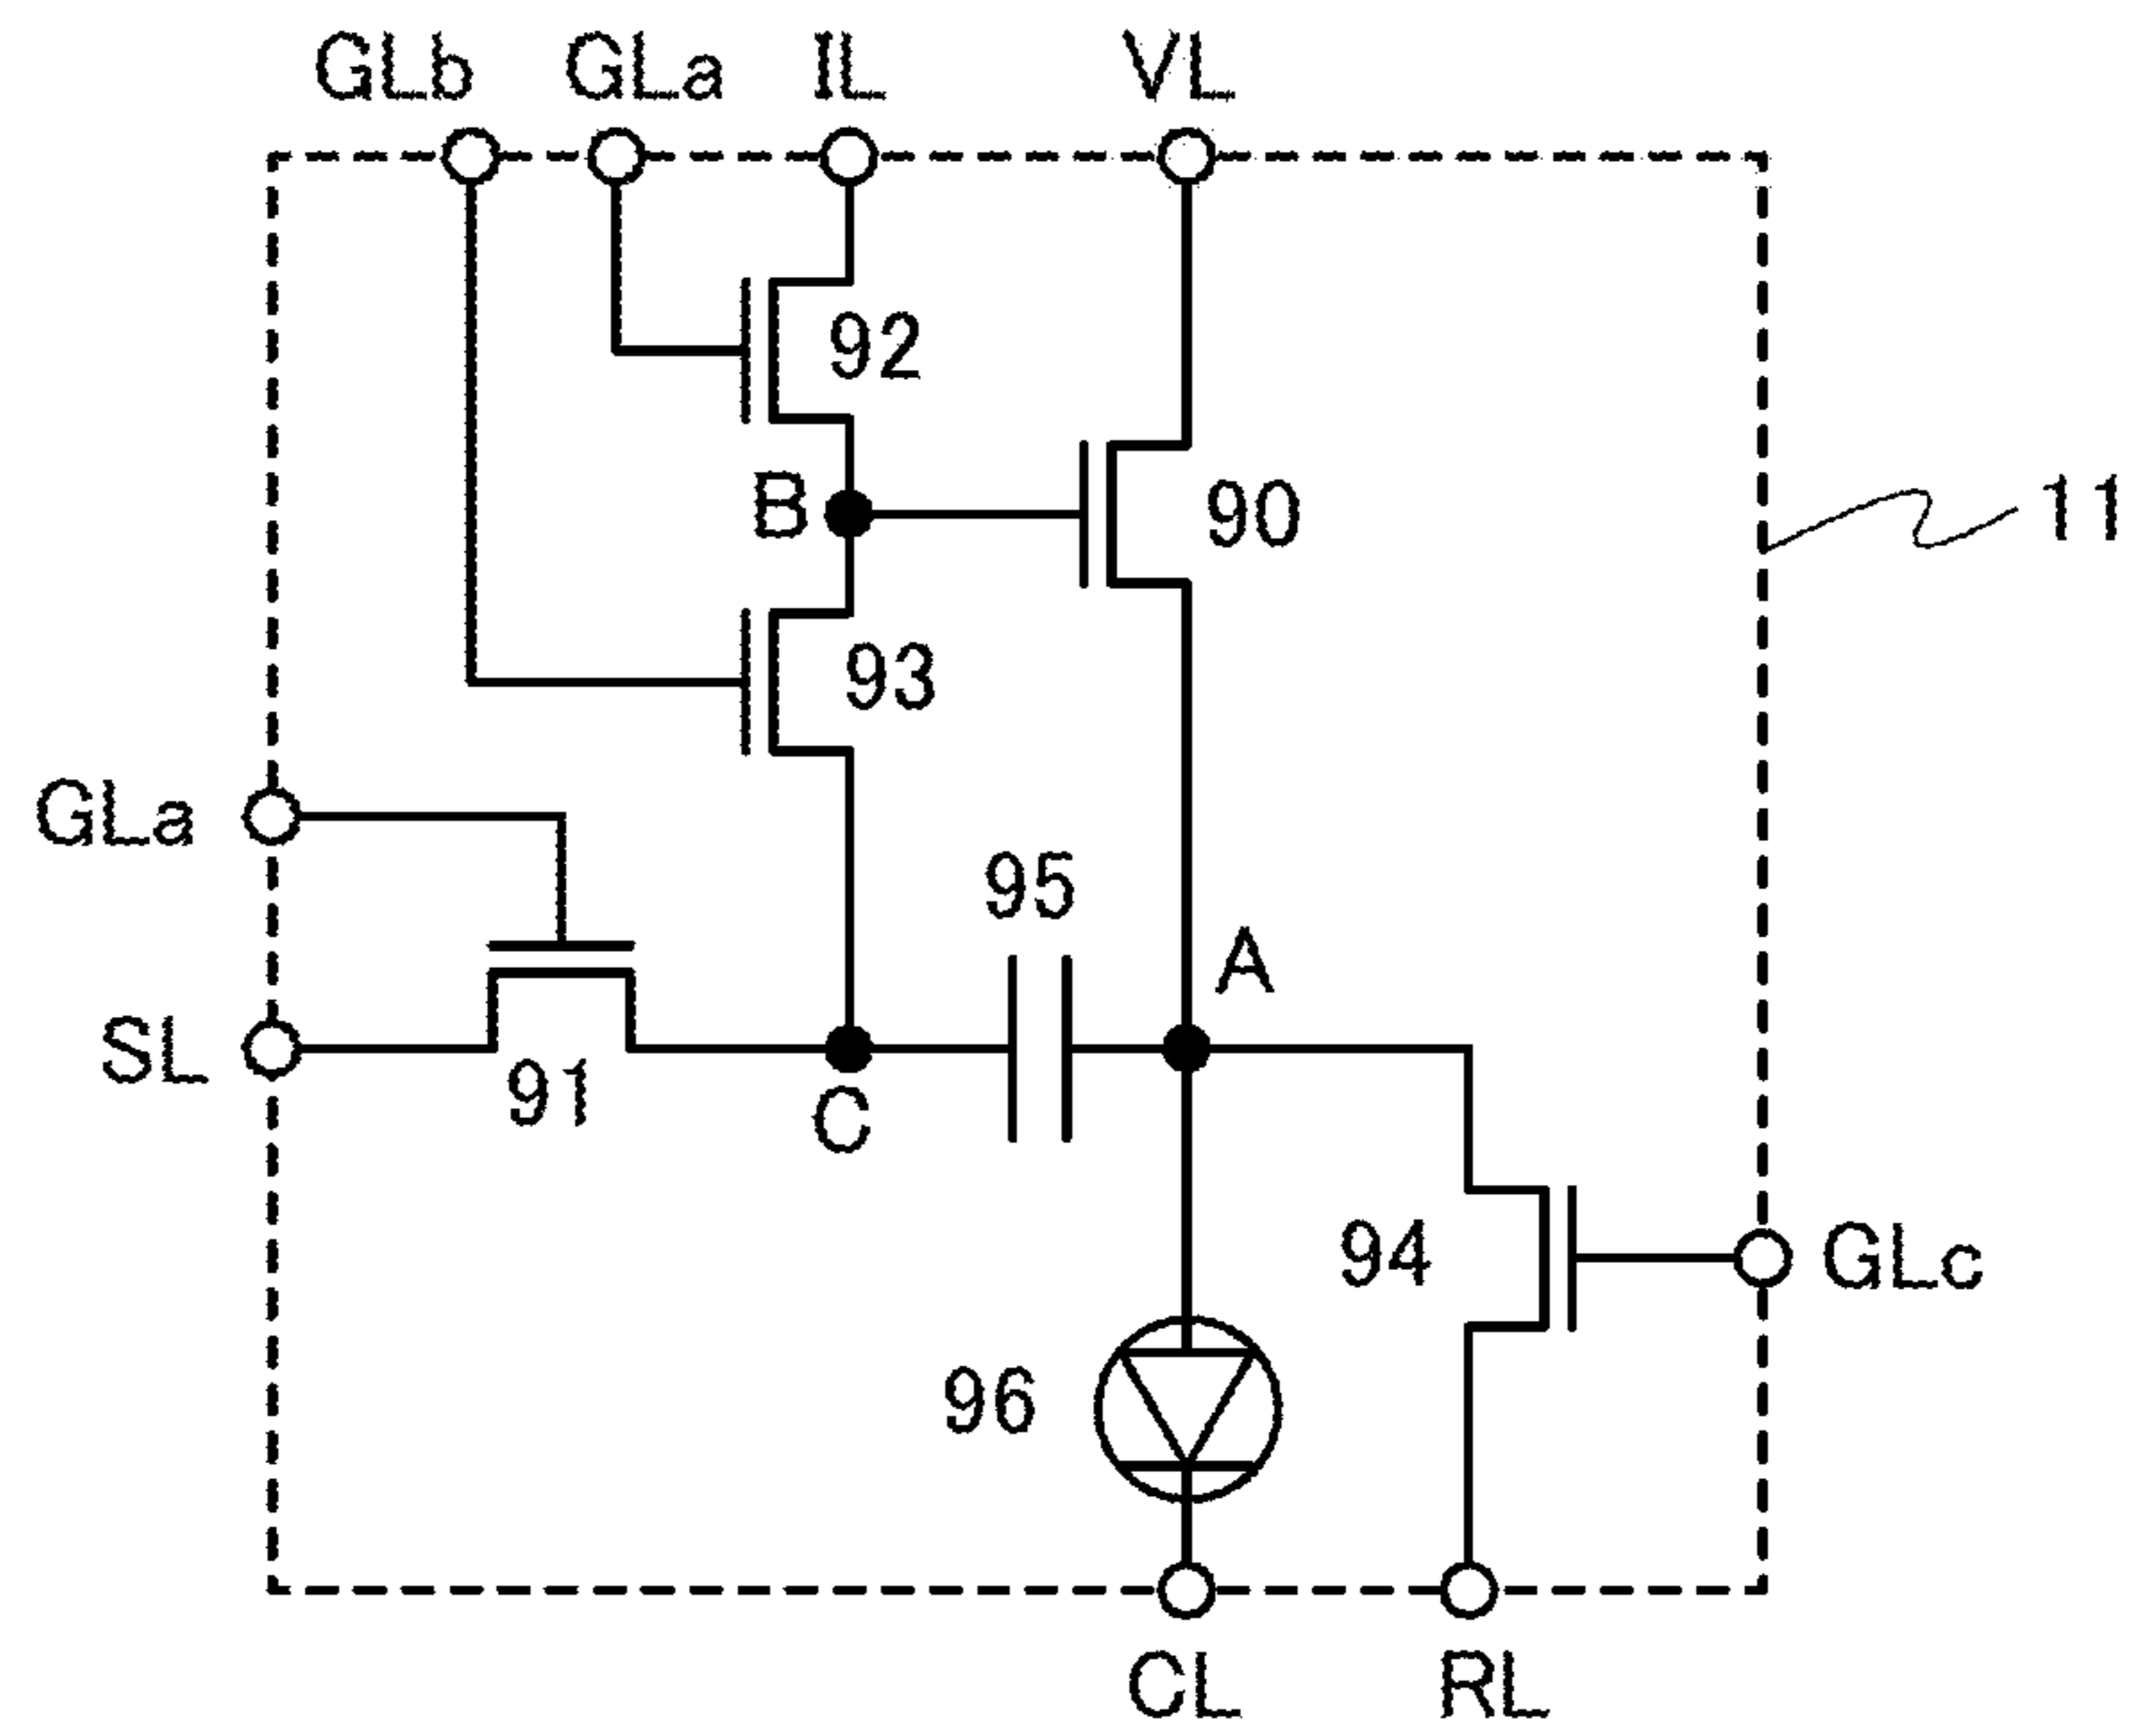 GLb GLa IL VL
92
B 90 11
93
GLa
95
A
SL
91 C
94 GLc
96
CL RL